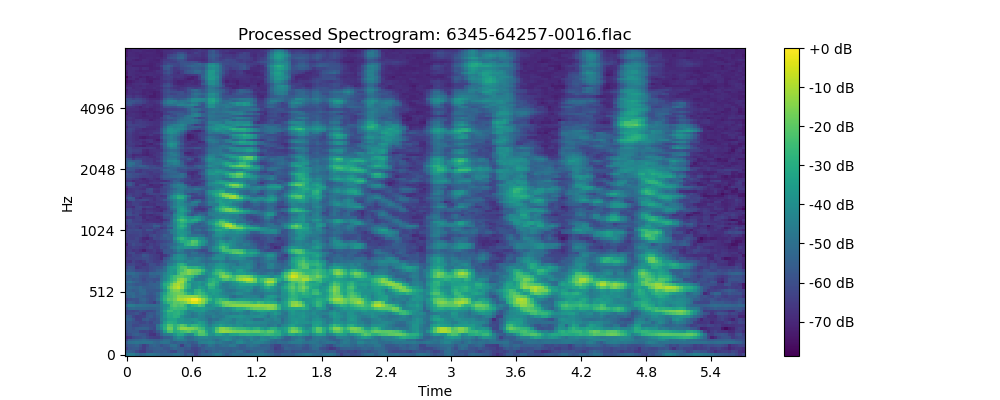 Processed Spectrogram: 6345-64257-0016.flac
+0 dB
4096
-10 dB
-20 dB
2048
-30 dB
Hz
-40 dB
1024
-50 dB
512
-60 dB
-70 dB
0
0 0.6 1.2 1.8 2.4 3 3.6 4.2 4.8 5.4
Time